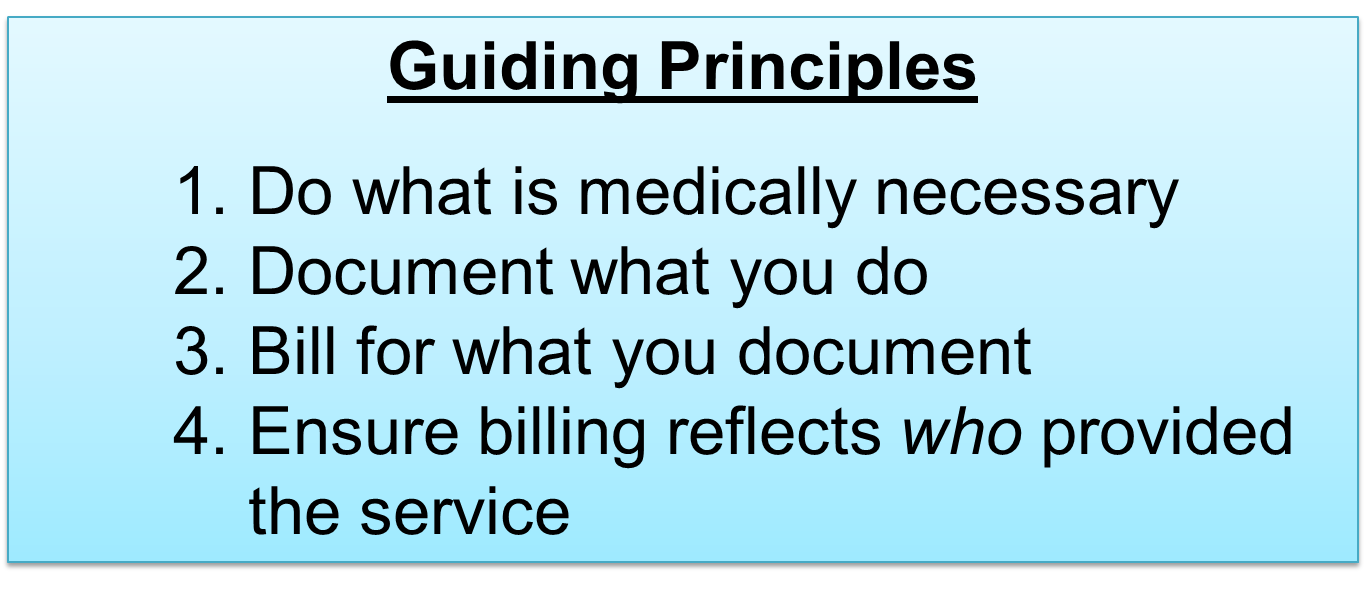 Guiding Principles
1. Do what is medically necessary
2. Document what you do
3. Bill for what you document
4. Ensure billing reflects who provided
the service